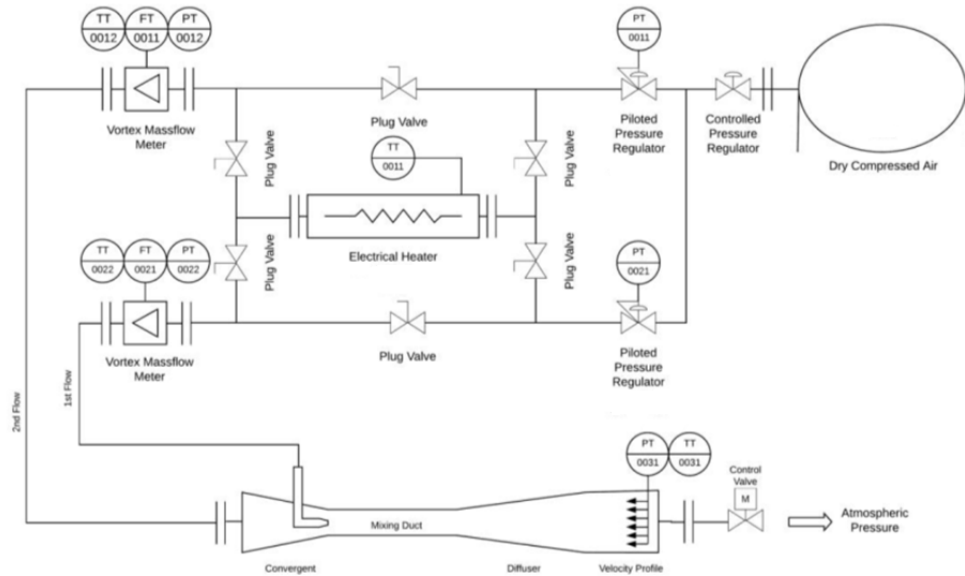 TT FT PT
0012 0011 0012
PT
0011
Vortex Massflow
Meter
Plug Valve
Piloted
Pressure
Regulator
Controlled
Pressure
Regulator
Dry Compressed Air
Plug Valve
TT
0011
Plug Valve
Electrical Heater
TT FT PT
0022 0021 0022
Plug Valve
Plug Valve
PT
0021
Vortex Massflow
Meter
Plug Valve
Piloted
Pressure
Regulator
2nd Flow
1st Flow
PT TT
0031 0031
Control
Valve
M
Atmospheric
Pressure
Mixing Duct
Convergent
Diffuser
Velocity Profile